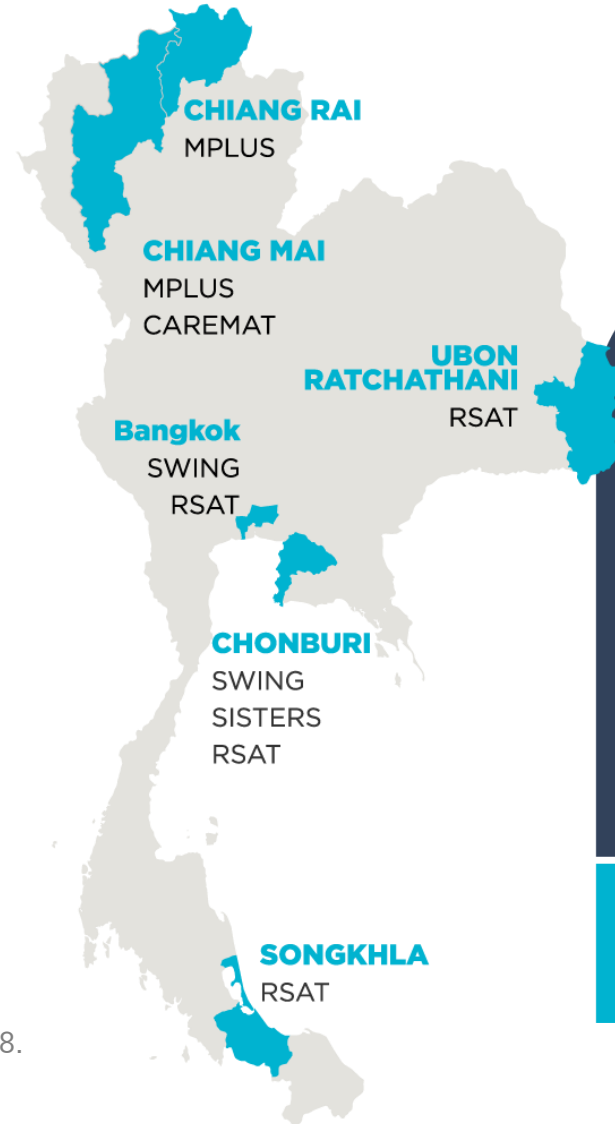 CHIANG RAI
MPLUS
CHIANG MAI
MPLUS
CAREMAT
UBON
RATCHATHANI
RSAT
Bangkok
SWING
RSAT
CHONBURI
SWING
SISTERS
RSAT
SONGKHLA
RSAT
8.